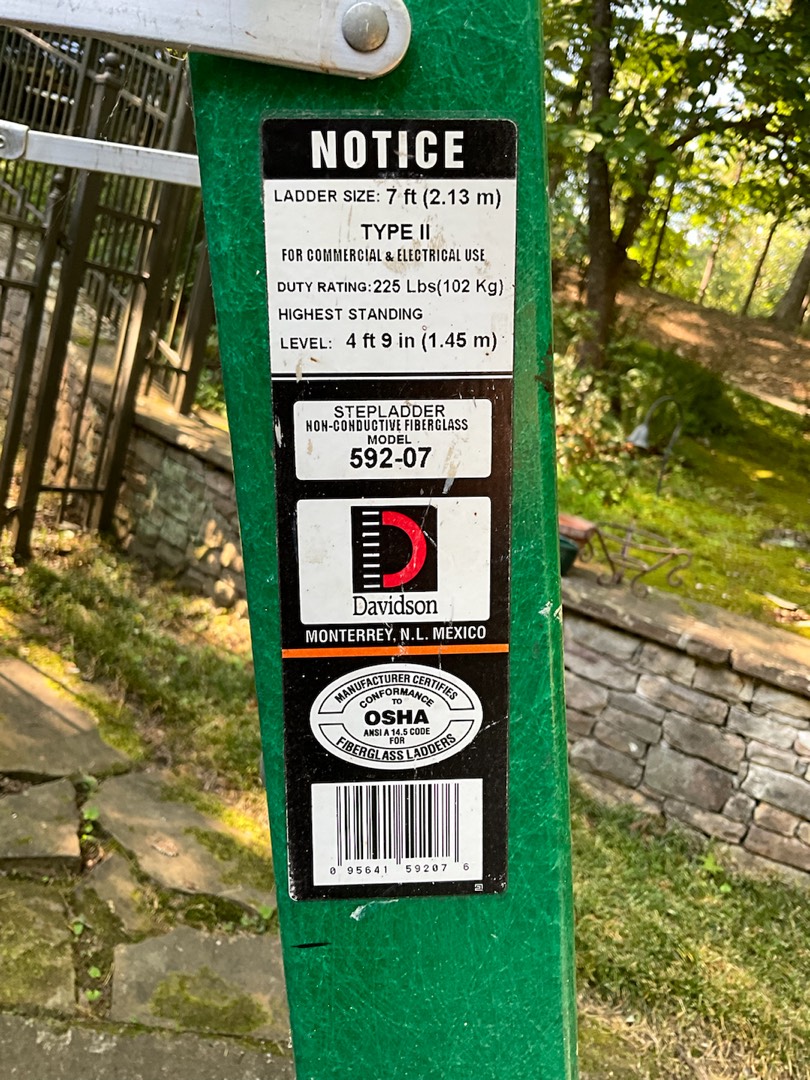 NOTICE
LADDER SIZE: 7 ft (2.13 m)
TYPE II
FOR COMMERCIAL & ELECTRICAL USE
DUTY RATING:225 Lbs(102 Kg)
HIGHEST STANDING
LEVEL: 4 ft 9 in (1.45 m)
STEPLADDER
NON-CONDUCTIVE FIBERGLASS
MODEL
592-07
Davidson
MONTERREY, N.L. MEXICO
MANUFACTURER CERTIFIES
CONFORMANCE
TO
OSHA
ANSI A 14.5 CODE
FOR
FIBERGLASS LADDERS
0 95641 59207 6